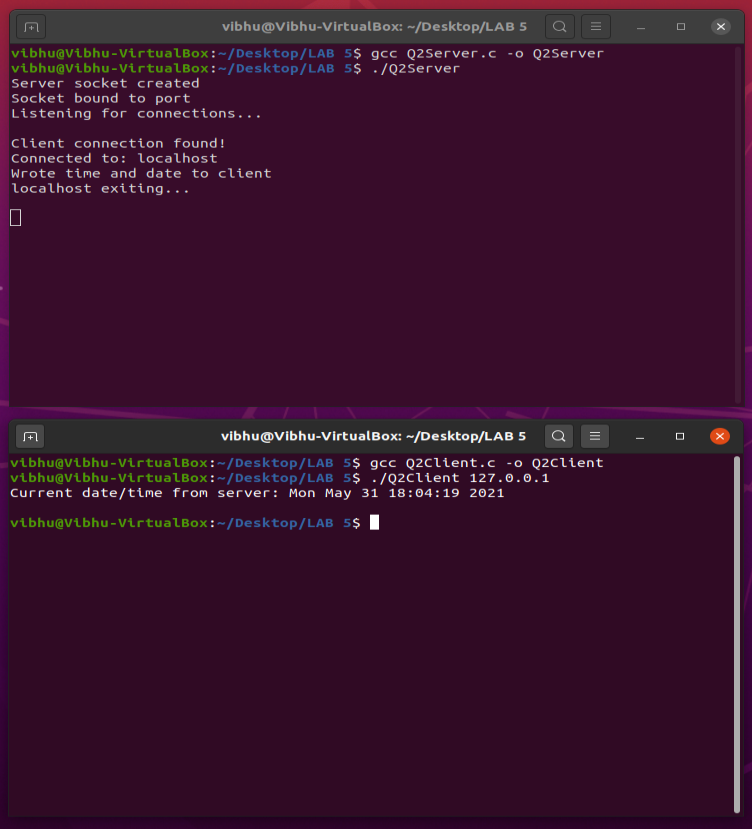 vibhu@Vibhu-VirtualBox: ~/Desktop/LAB 5
vibhu@Vibhu-VirtualBox:~/Desktop/LAB 5$ gcc Q2Server.c -o Q2Server
vibhu@Vibhu-VirtualBox:~/Desktop/LAB 5$ ./Q2Server
Server socket created
Socket bound to port
Listening for connections...
Client connection found!
Connected to: localhost
Wrote time and date to client
localhost exiting...
vibhu@Vibhu-VirtualBox: ~/Desktop/LAB 5
vibhu@Vibhu-VirtualBox:~/Desktop/LAB 5$ gcc Q2Client.c -o Q2Client
vibhu@Vibhu-VirtualBox:~/Desktop/LAB 5$ ./Q2Client 127.0.0.1
Current date/time from server: Mon May 31 18:04:19 2021
vibhu@Vibhu-VirtualBox:~/Desktop/LAB 5$